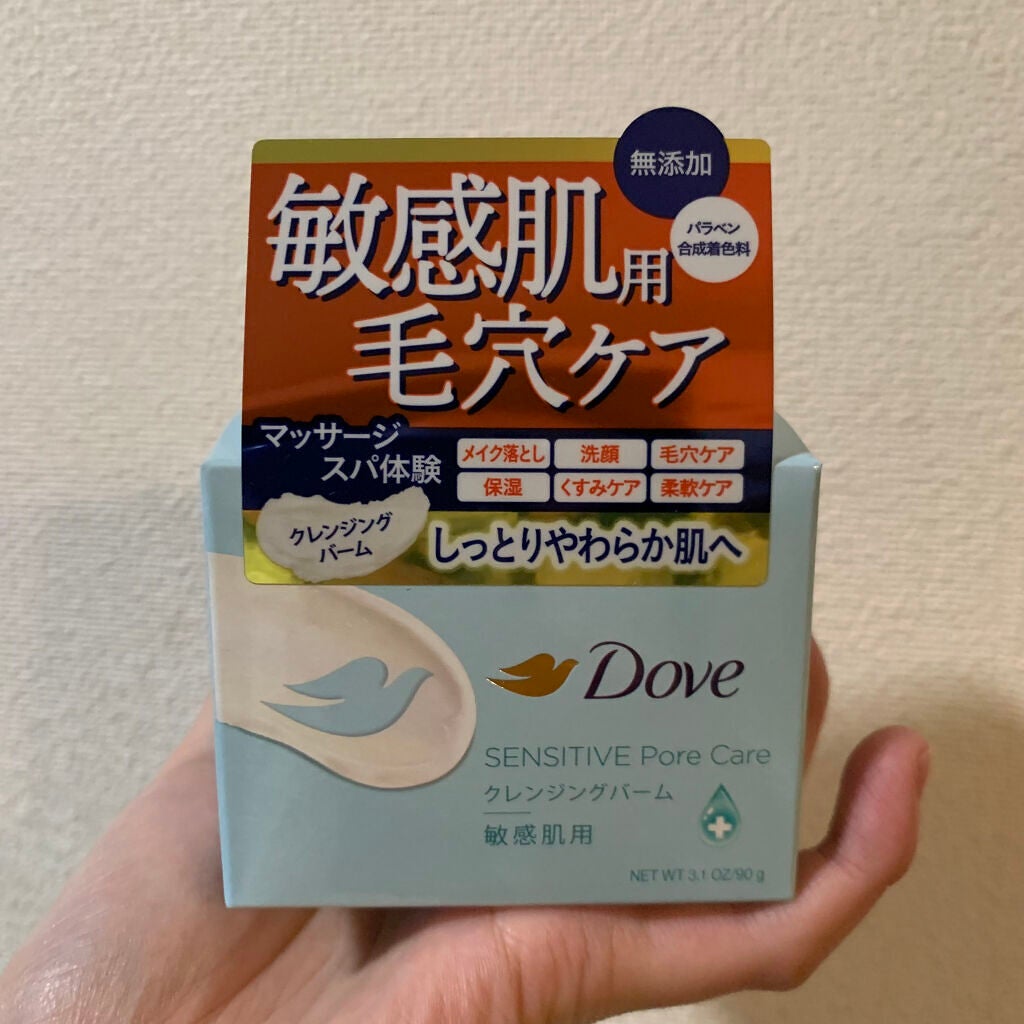 無添加
パラベン
合成着色料
敏感肌用
毛穴ケア
マッサージ
スパ体験
メイク落とし 洗顔 毛穴ケア
保湿 くすみケア 柔軟ケア
クレンジング
バーム
しっとりやわらか肌へ
Dove
SENSITIVE Pore Care
クレンジングバーム
敏感肌用
NET WT 3.1 OZ/90 g